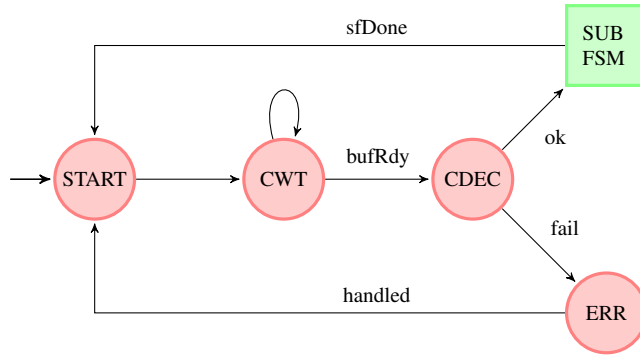 sfDone
SUB
FSM
ok
START
CWT
bufRdy
CDEC
fail
handled
ERR